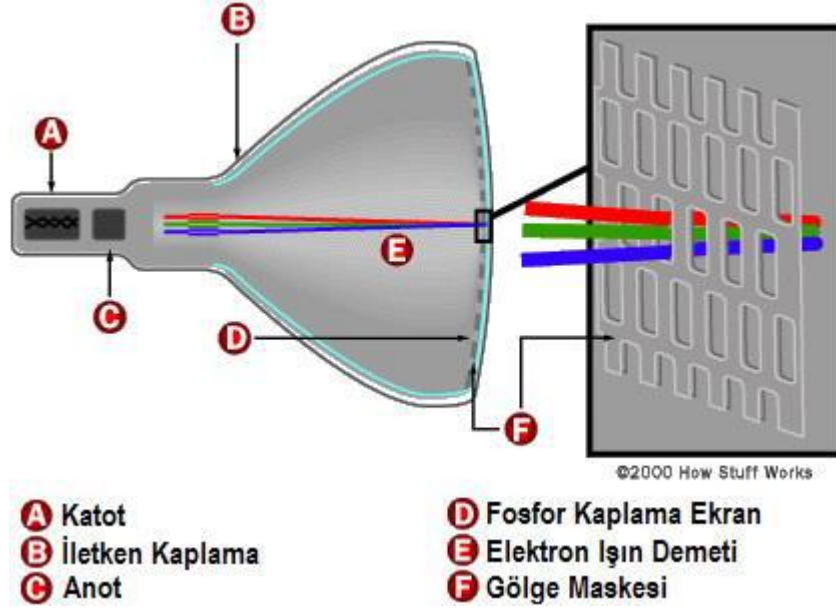 B
A
E
C
D
F
©2000 How Stuff Works
A Katot
B İletken Kaplama
C Anot
D Fosfor Kaplama Ekran
E Elektron Işın Demeti
F Gölge Maskesi